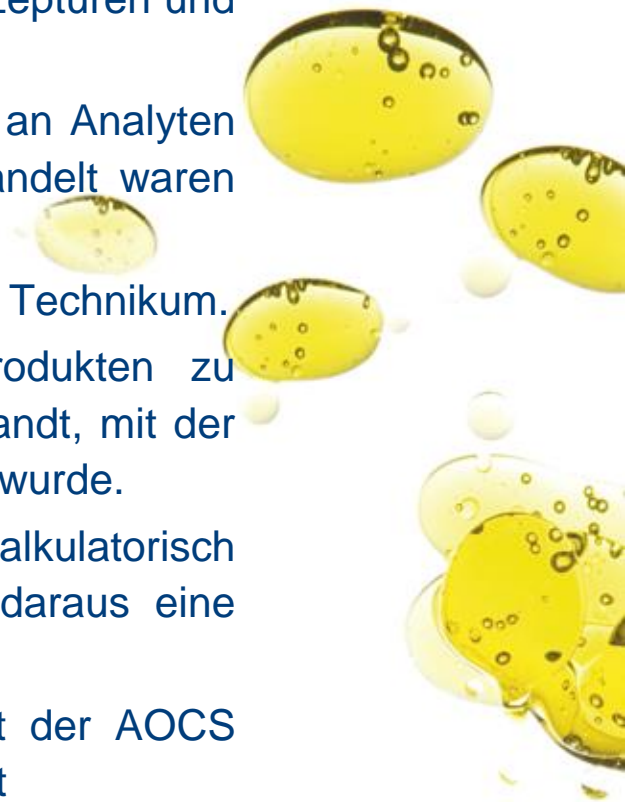 zepturen und
an Analyten
andelt waren
Technikum.
rodukten zu
andt, mit der
wurde.
alkulatorisch
daraus eine
t der AOCS
t